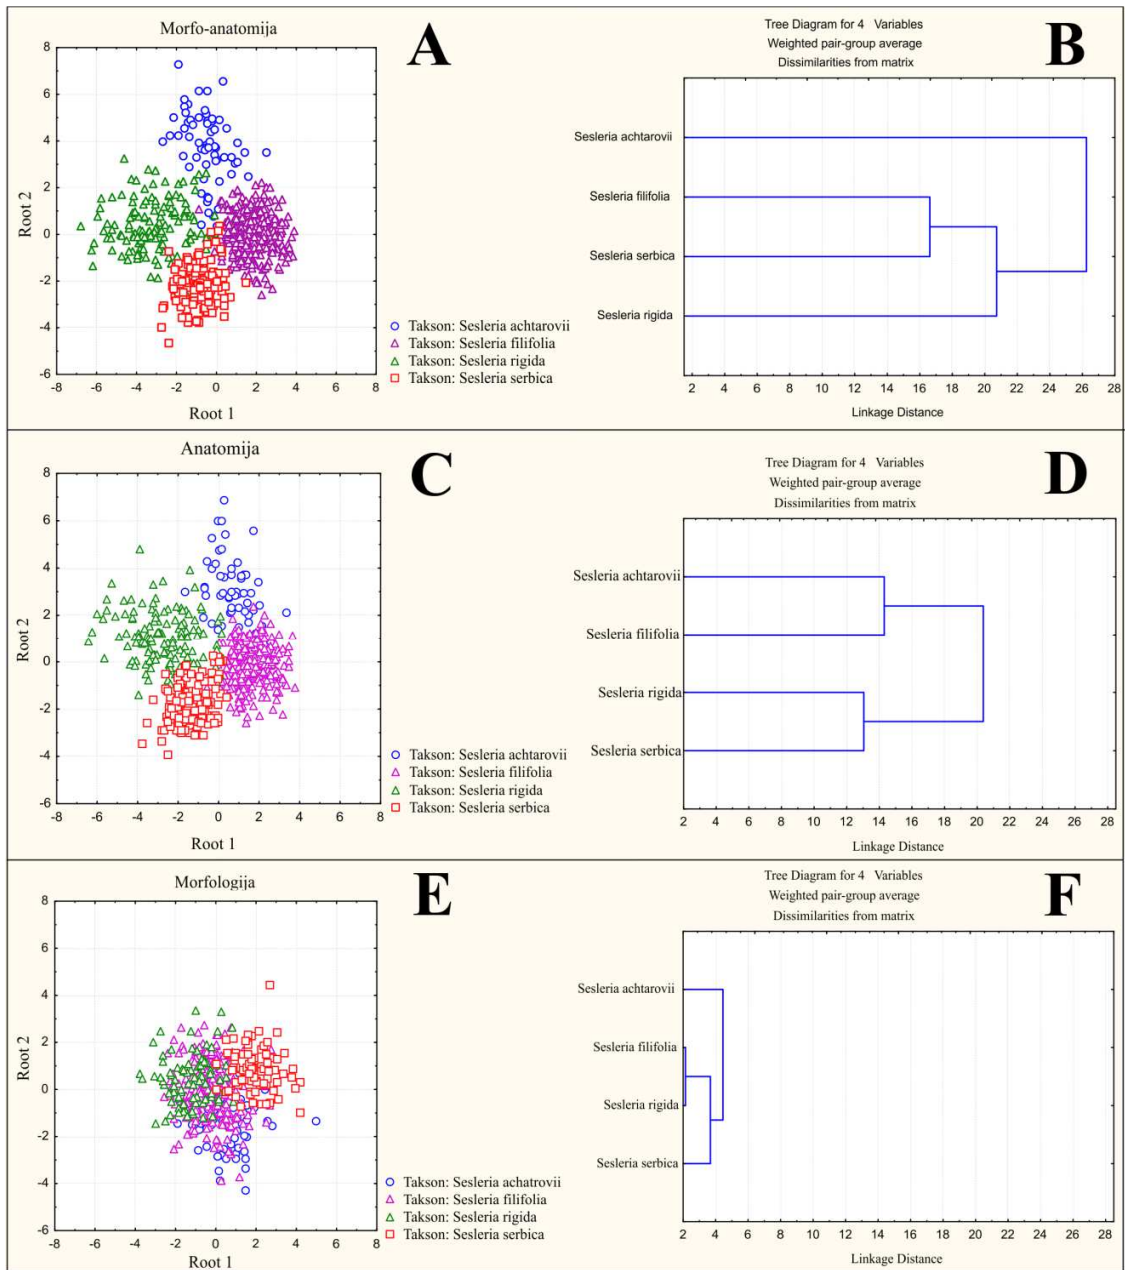 Morfo-anatomija
A
8
6
4
2
0
-2
-4
-6
-8 -6 -4 -2 0 2 4 6 8
Root 2
Root 1
Takson: Sesleria achtarovii
Takson: Sesleria filifolia
Takson: Sesleria rigida
Takson: Sesleria serbica
Tree Diagram for 4 Variables
Weighted pair-group average
Dissimilarities from matrix
B
Sesleria achtarovii
Sesleria filifolia
Sesleria serbica
Sesleria rigida
2 4 6 8 10 12 14 16 18 20 22 24 26 28
Linkage Distance
Anatomija
C
8
6
4
2
0
-2
-4
-6
-8 -6 -4 -2 0 2 4 6 8
Root 2
Root 1
Takson: Sesleria achtarovii
Takson: Sesleria filifolia
Takson: Sesleria rigida
Takson: Sesleria serbica
Tree Diagram for 4 Variables
Weighted pair-group average
Dissimilarities from matrix
D
Sesleria achtarovii
Sesleria filifolia
Sesleria rigida
Sesleria serbica
2 4 6 8 10 12 14 16 18 20 22 24 26 28
Linkage Distance
Morfologija
E
8
6
4
2
0
-2
-4
-6
-8 -6 -4 -2 0 2 4 6 8
Root 2
Root 1
Takson: Sesleria achatrovii
Takson: Sesleria filifolia
Takson: Sesleria rigida
Takson: Sesleria serbica
Tree Diagram for 4 Variables
Weighted pair-group average
Dissimilarities from matrix
F
Sesleria achtarovii
Sesleria filifolia
Sesleria rigida
Sesleria serbica
2 4 6 8 10 12 14 16 18 20 22 24 26 28
Linkage Distance